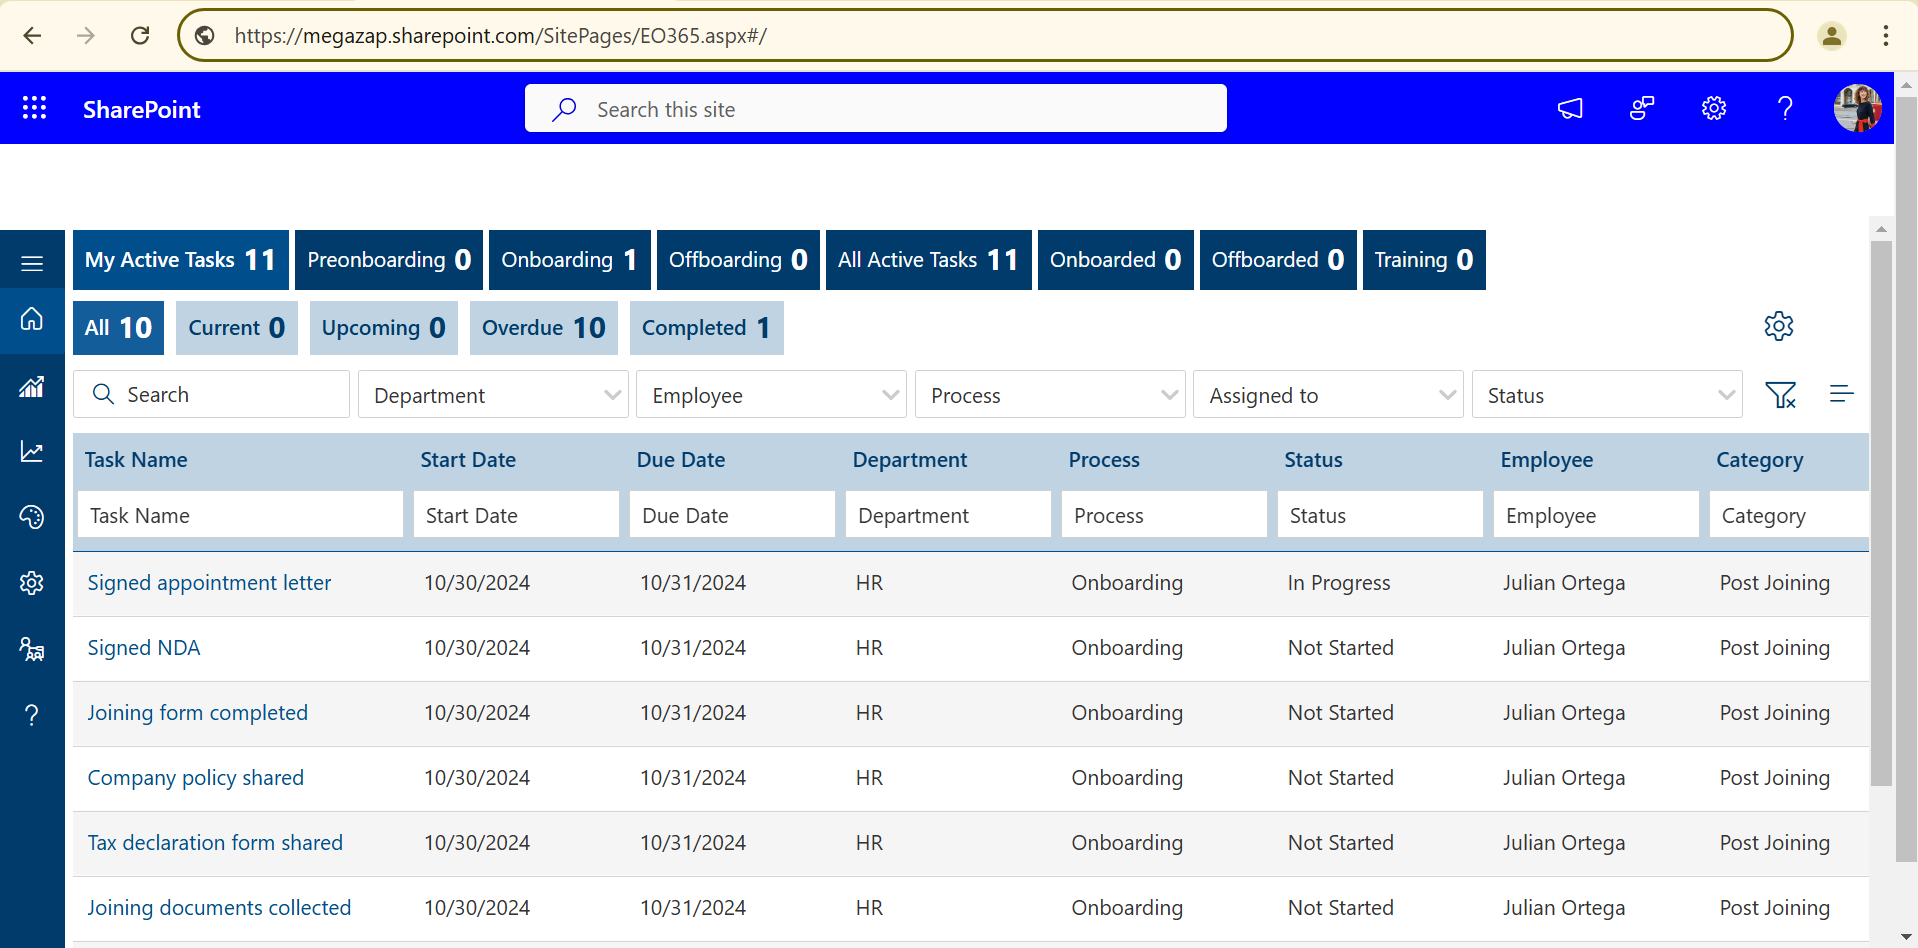 https://megazap.sharepoint.com/SitePages/EO365.aspx#/
SharePoint
Search this site
My Active Tasks 11 Preonboarding 0 Onboarding 1 Offboarding 0 All Active Tasks 11 Onboarded 0 Offboarded 0 Training 0
All 10 Current 0 Upcoming 0 Overdue 10 Completed 1
Search Department Employee Process Assigned to Status
Task Name Start Date Due Date Department Process Status Employee Category
Task Name Start Date Due Date Department Process Status Employee Category
Signed appointment letter 10/30/2024 10/31/2024 HR Onboarding In Progress Julian Ortega Post Joining
Signed NDA 10/30/2024 10/31/2024 HR Onboarding Not Started Julian Ortega Post Joining
Joining form completed 10/30/2024 10/31/2024 HR Onboarding Not Started Julian Ortega Post Joining
Company policy shared 10/30/2024 10/31/2024 HR Onboarding Not Started Julian Ortega Post Joining
Tax declaration form shared 10/30/2024 10/31/2024 HR Onboarding Not Started Julian Ortega Post Joining
Joining documents collected 10/30/2024 10/31/2024 HR Onboarding Not Started Julian Ortega Post Joining